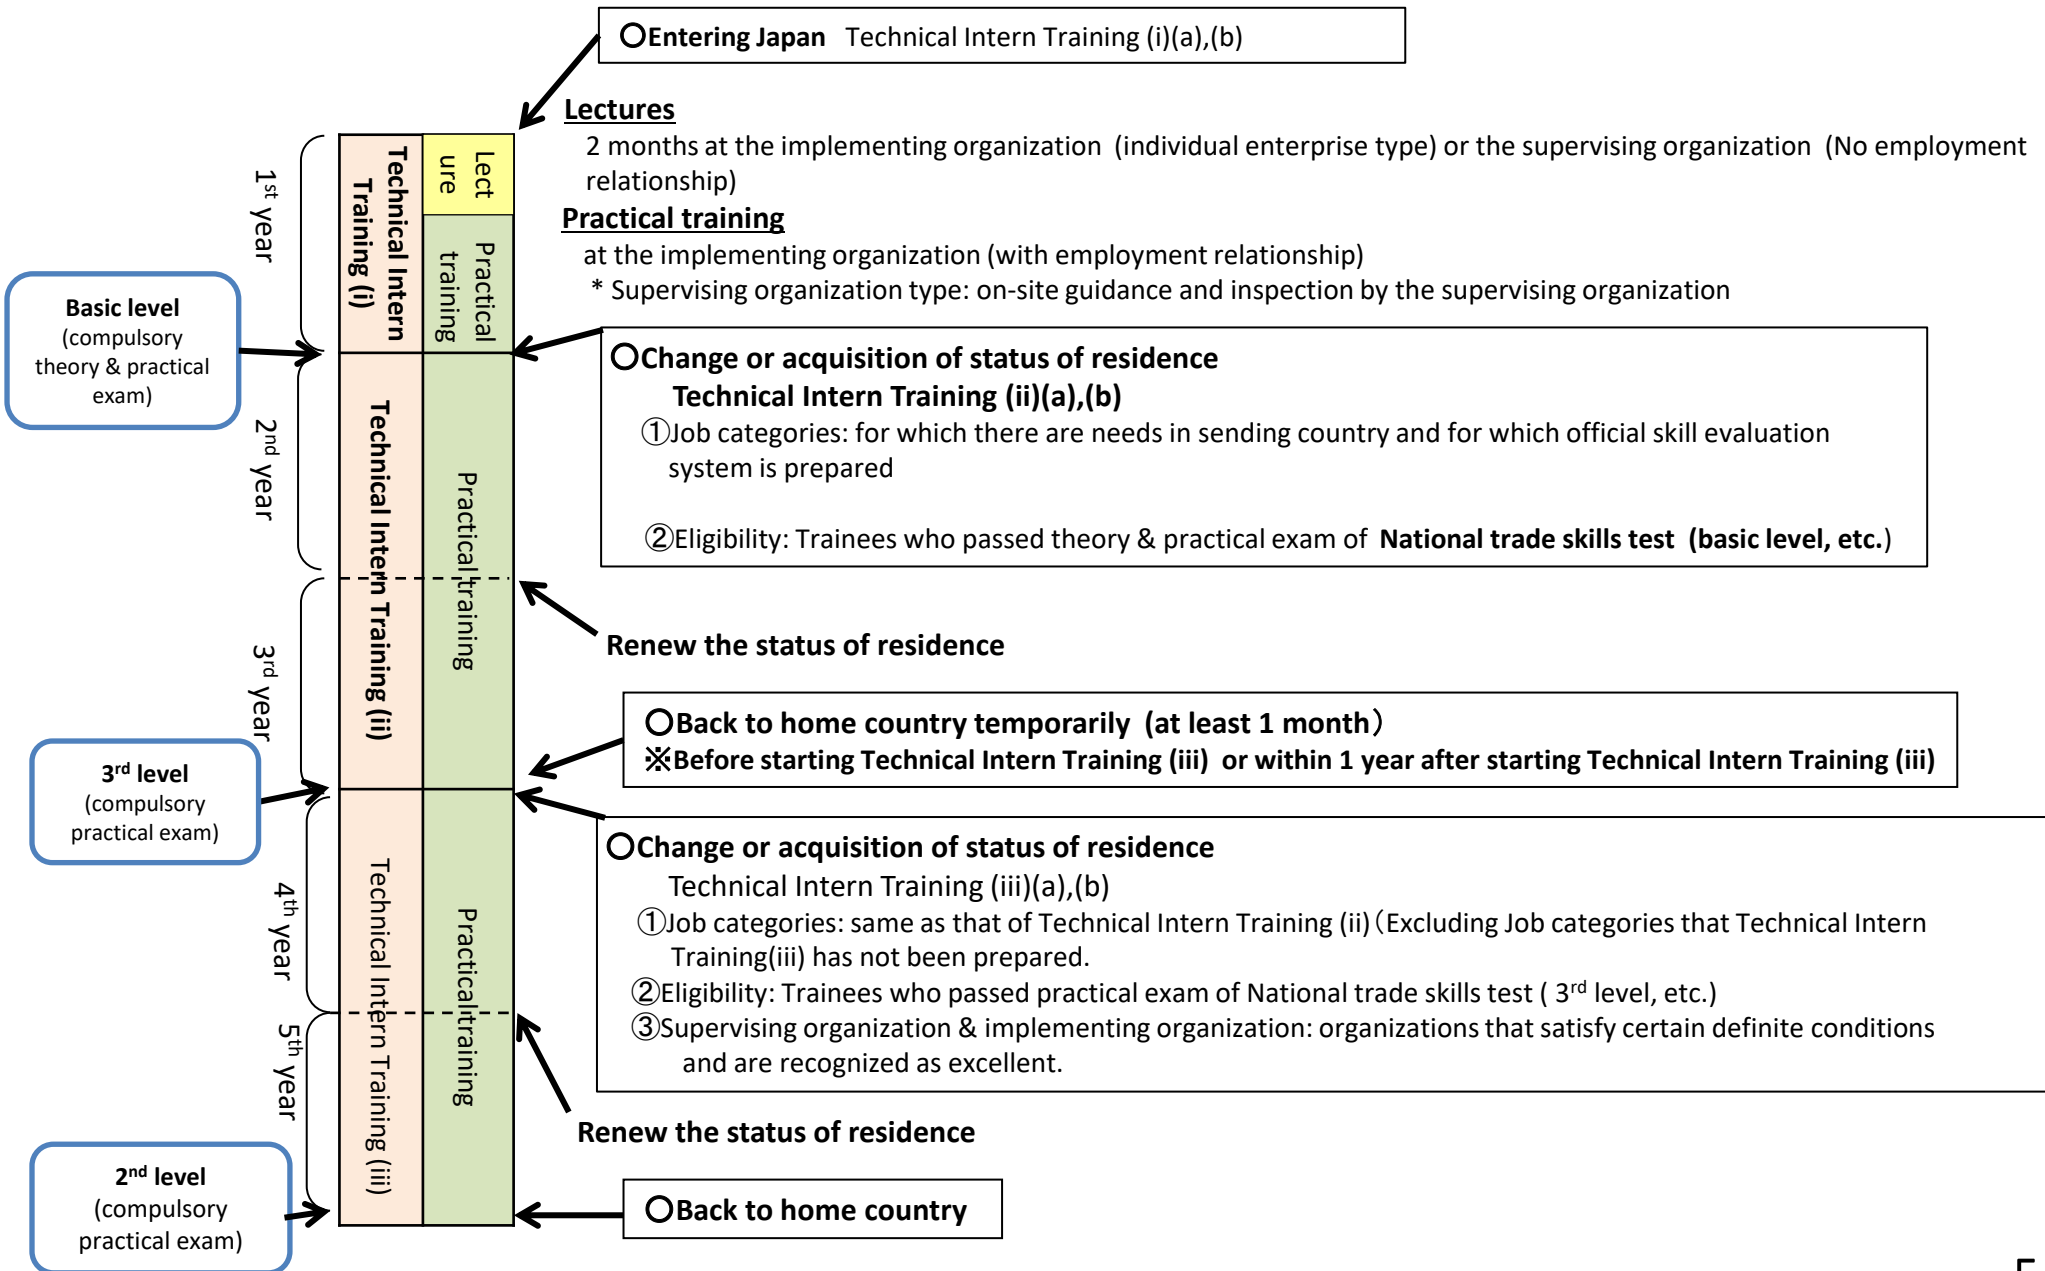 ○Entering Japan Technical Intern Training (i)(a),(b)
Lectures
2 months at the implementing organization (individual enterprise type) or the supervising organization (No employment
relationship)
Practical training
at the implementing organization (with employment relationship)
* Supervising organization type: on-site guidance and inspection by the supervising organization
1st year
Technical Intern
Training (i)
Lect
ure
Practical
training
Basic level
(compulsory
theory & practical
exam)
○Change or acquisition of status of residence
Technical Intern Training (ii)(a),(b)
①Job categories: for which there are needs in sending country and for which official skill evaluation
system is prepared
②Eligibility: Trainees who passed theory & practical exam of National trade skills test (basic level, etc.)
2nd year
Technical Intern Training (ii)
Practical training
Renew the status of residence
3rd year
○Back to home country temporarily (at least 1 month）
※Before starting Technical Intern Training (iii) or within 1 year after starting Technical Intern Training (iii)
3rd level
(compulsory
practical exam)
○Change or acquisition of status of residence
Technical Intern Training (iii)(a),(b)
①Job categories: same as that of Technical Intern Training (ii)（Excluding Job categories that Technical Intern
Training(iii) has not been prepared.
②Eligibility: Trainees who passed practical exam of National trade skills test ( 3rd level, etc.)
③Supervising organization & implementing organization: organizations that satisfy certain definite conditions
and are recognized as excellent.
4th year
Technical Intern Training (iii)
Practical training
5th year
Renew the status of residence
2nd level
(compulsory
practical exam)
○Back to home country